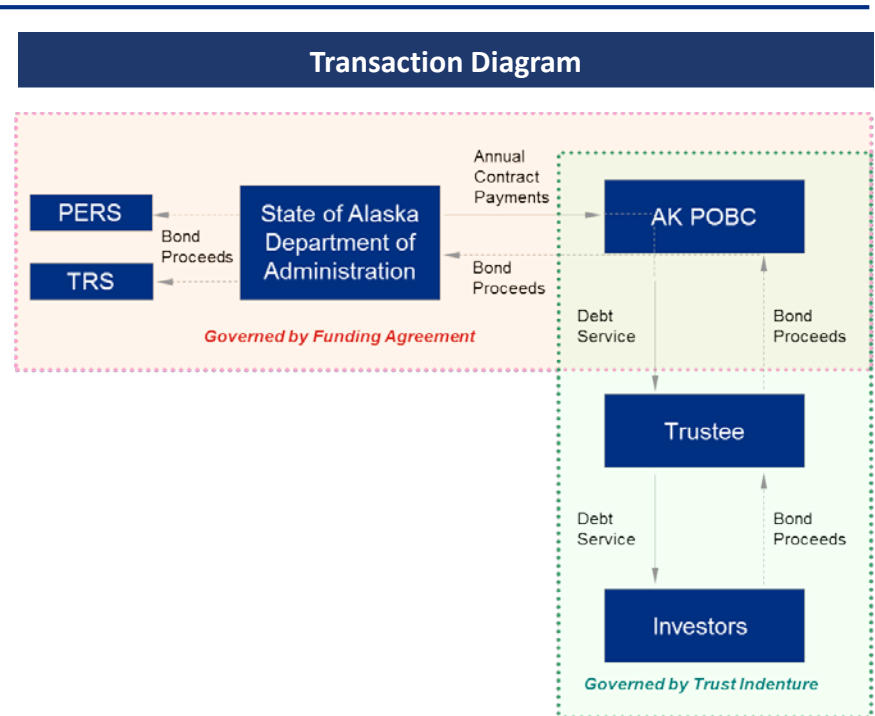 Transaction Diagram
Annual
Contract
Payments
PERS
State of Alaska
Department of
Administration
AK POBC
Bond
Proceeds
TRS
Bond
Proceeds
Governed by Funding Agreement
Debt
Service
Bond
Proceeds
Trustee
Debt
Service
Bond
Proceeds
Investors
Governed by Trust Indenture